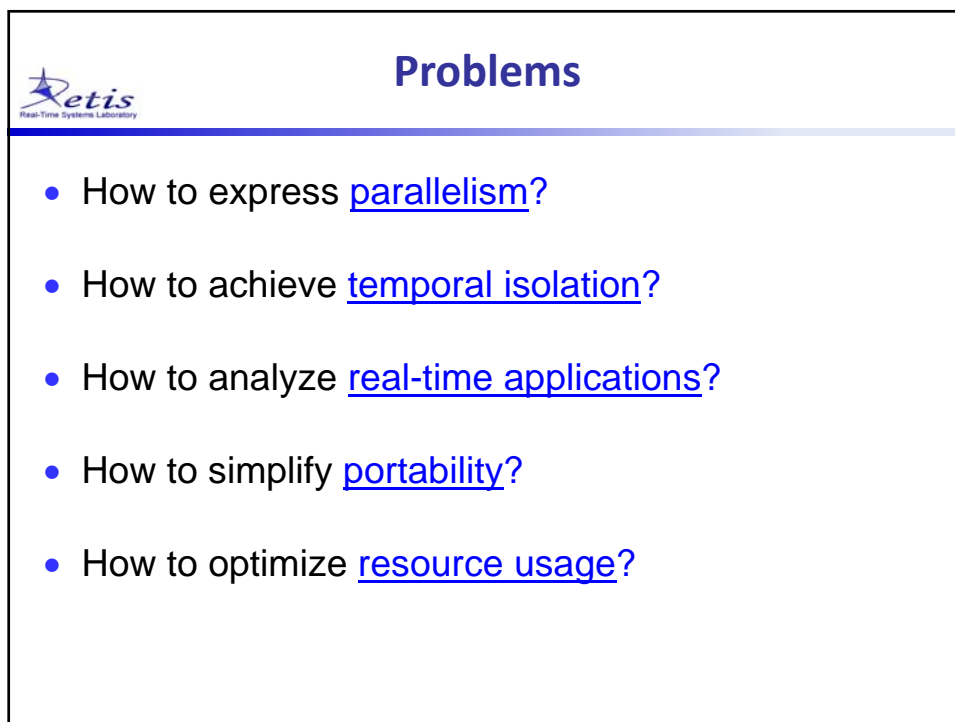 Problems
Retis
Real-Time Systems Laboratory
• How to express parallelism?
• How to achieve temporal isolation?
• How to analyze real-time applications?
• How to simplify portability?
• How to optimize resource usage?